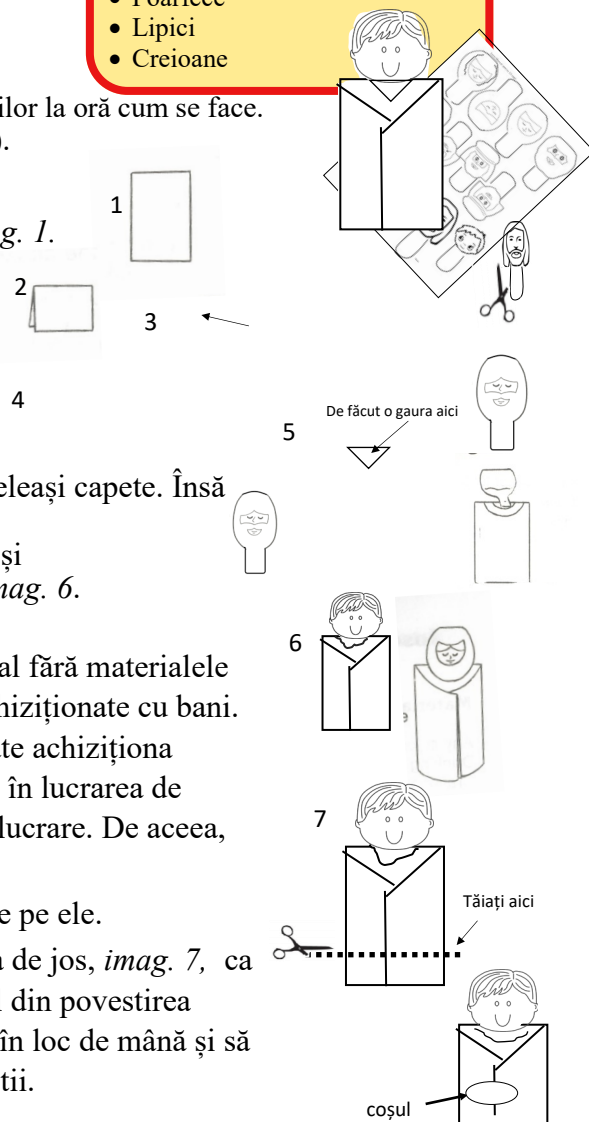 • Foarfece
• Lipici
• Creioane
ilor la oră cum se face.
).
1
g. 1.
2
3
4
De făcut o gaura aici
5
eleași capete. Însă
și
mag. 6.
6
al fără materialele
hiziționate cu bani.
ate achiziționa
în lucrarea de
lucrare. De aceea,
7
Tăiați aici
e pe ele.
a de jos, imag. 7, ca
i din povestirea
în loc de mână și să
tii.
coșul